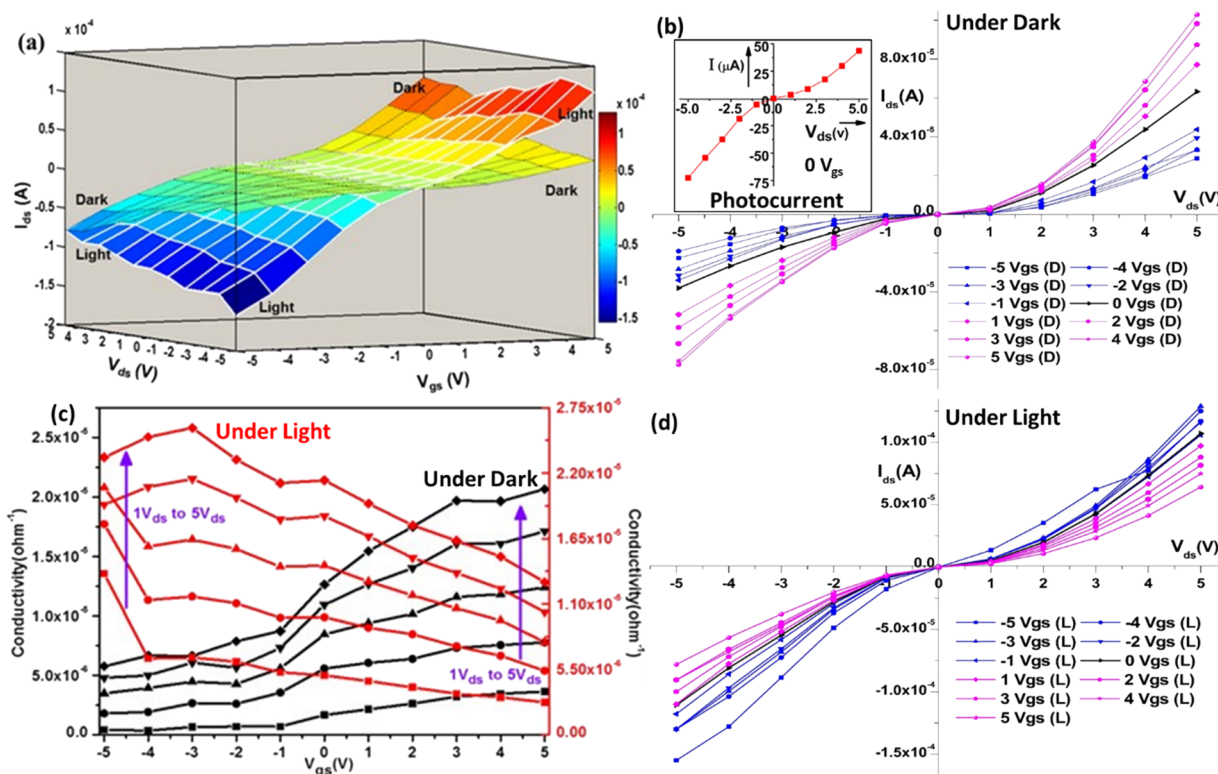 (a)
1 x 10⁻⁴
0.5
0
-0.5
-1
-1.5
-2
I_ds (A)
Dark
Light
Dark
Dark
Light
Light
5 4 3 2 1 0 -1 -2 -3 -4 -5
V_ds (V)
-5 -4 -3 -2 -1 0 1 2 3 4 5
V_gs (V)
x 10⁻⁴
1
0.5
0
-0.5
-1
-1.5
(b)
Under Dark
I (μA)
50
25
0
-25
-50
-75
-5.0 -2.5 0.0 2.5 5.0
V_ds(v)
0 V_gs
Photocurrent
I_ds(A)
8.0x10⁻⁵
4.0x10⁻⁵
0.0
-4.0x10⁻⁵
-8.0x10⁻⁵
V_ds(V)
-5 -4 -3 -2 -1 0 1 2 3 4 5
-5 Vgs (D) -4 Vgs (D)
-3 Vgs (D) -2 Vgs (D)
-1 Vgs (D) 0 Vgs (D)
1 Vgs (D) 2 Vgs (D)
3 Vgs (D) 4 Vgs (D)
5 Vgs (D)
(c)
Under Light
Under Dark
1V_ds to 5V_ds
1V_ds to 5V_ds
Conductivity(ohm⁻¹)
2.5x10⁻⁶
2.0x10⁻⁶
1.5x10⁻⁶
1.0x10⁻⁶
5.0x10⁻⁶
0.0
-5 -4 -3 -2 -1 0 1 2 3 4 5
V_gs(V)
2.75x10⁻⁶
2.20x10⁻⁶
1.65x10⁻⁶
1.10x10⁻⁶
5.50x10⁻⁶
0.00
Conductivity(ohm⁻¹)
(d)
Under Light
I_ds(A)
1.0x10⁻⁴
5.0x10⁻⁵
0.0
-5.0x10⁻⁵
-1.0x10⁻⁴
-1.5x10⁻⁴
V_ds(V)
-5 -4 -3 -2 -1 0 1 2 3 4 5
-5 Vgs (L) -4 Vgs (L)
-3 Vgs (L) -2 Vgs (L)
-1 Vgs (L) 0 Vgs (L)
1 Vgs (L) 2 Vgs (L)
3 Vgs (L) 4 Vgs (L)
5 Vgs (L)